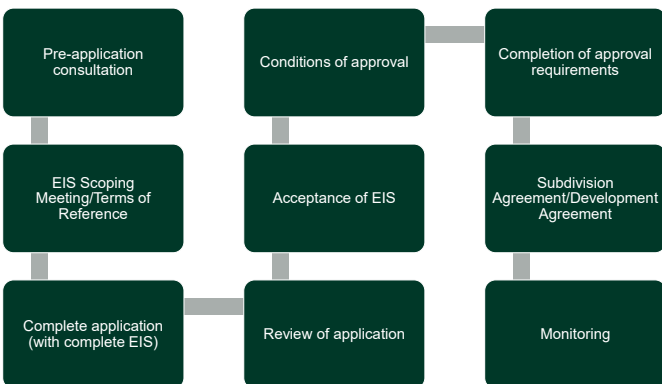 Pre-application
consultation
EIS Scoping
Meeting/Terms of
Reference
Complete application
(with complete EIS)
Review of application
Acceptance of EIS
Conditions of approval
Completion of approval
requirements
Subdivision
Agreement/Development
Agreement
Monitoring